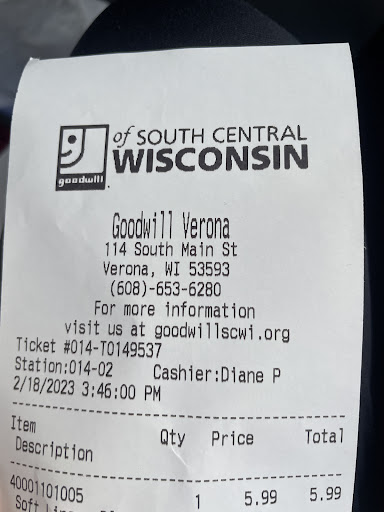 of SOUTH CENTRAL
WISCONSIN
goodwill
Goodwill Verona
114 South Main St
Verona, WI 53593
(608)-653-6280
For more information
visit us at goodwillscwi.org
Ticket #014-T0149537
Station:014-02 Cashier:Diane P
2/18/2023 3:46:00 PM
Item
Description Qty Price Total
40001101005
Soft 1 5.99 5.99